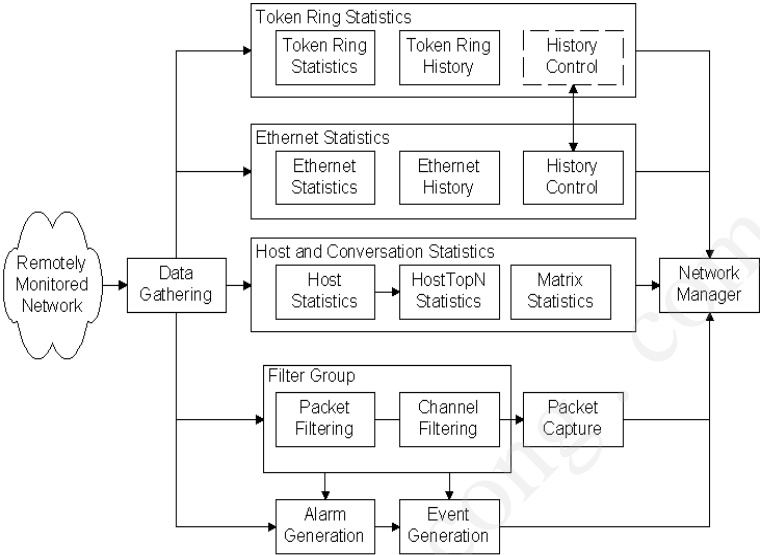 Token Ring Statistics
Token Ring
Statistics
Token Ring
History
History
Control
Ethernet Statistics
Ethernet
Statistics
Ethernet
History
History
Control
Remotely
Monitored
Network
Data
Gathering
Host and Conversation Statistics
Host
Statistics
HostTopN
Statistics
Matrix
Statistics
Network
Manager
Filter Group
Packet
Filtering
Channel
Filtering
Packet
Capture
Alarm
Generation
Event
Generation
cong.com